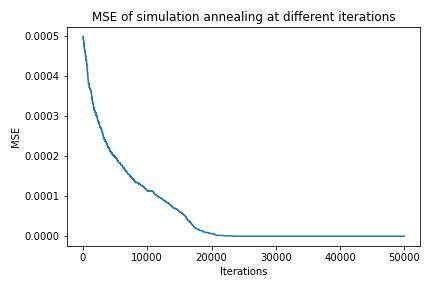 MSE of simulation annealing at different iterations
0.0005
0.0004
0.0003
0.0002
0.0001
0.0000
MSE
0 10000 20000 30000 40000 50000
Iterations